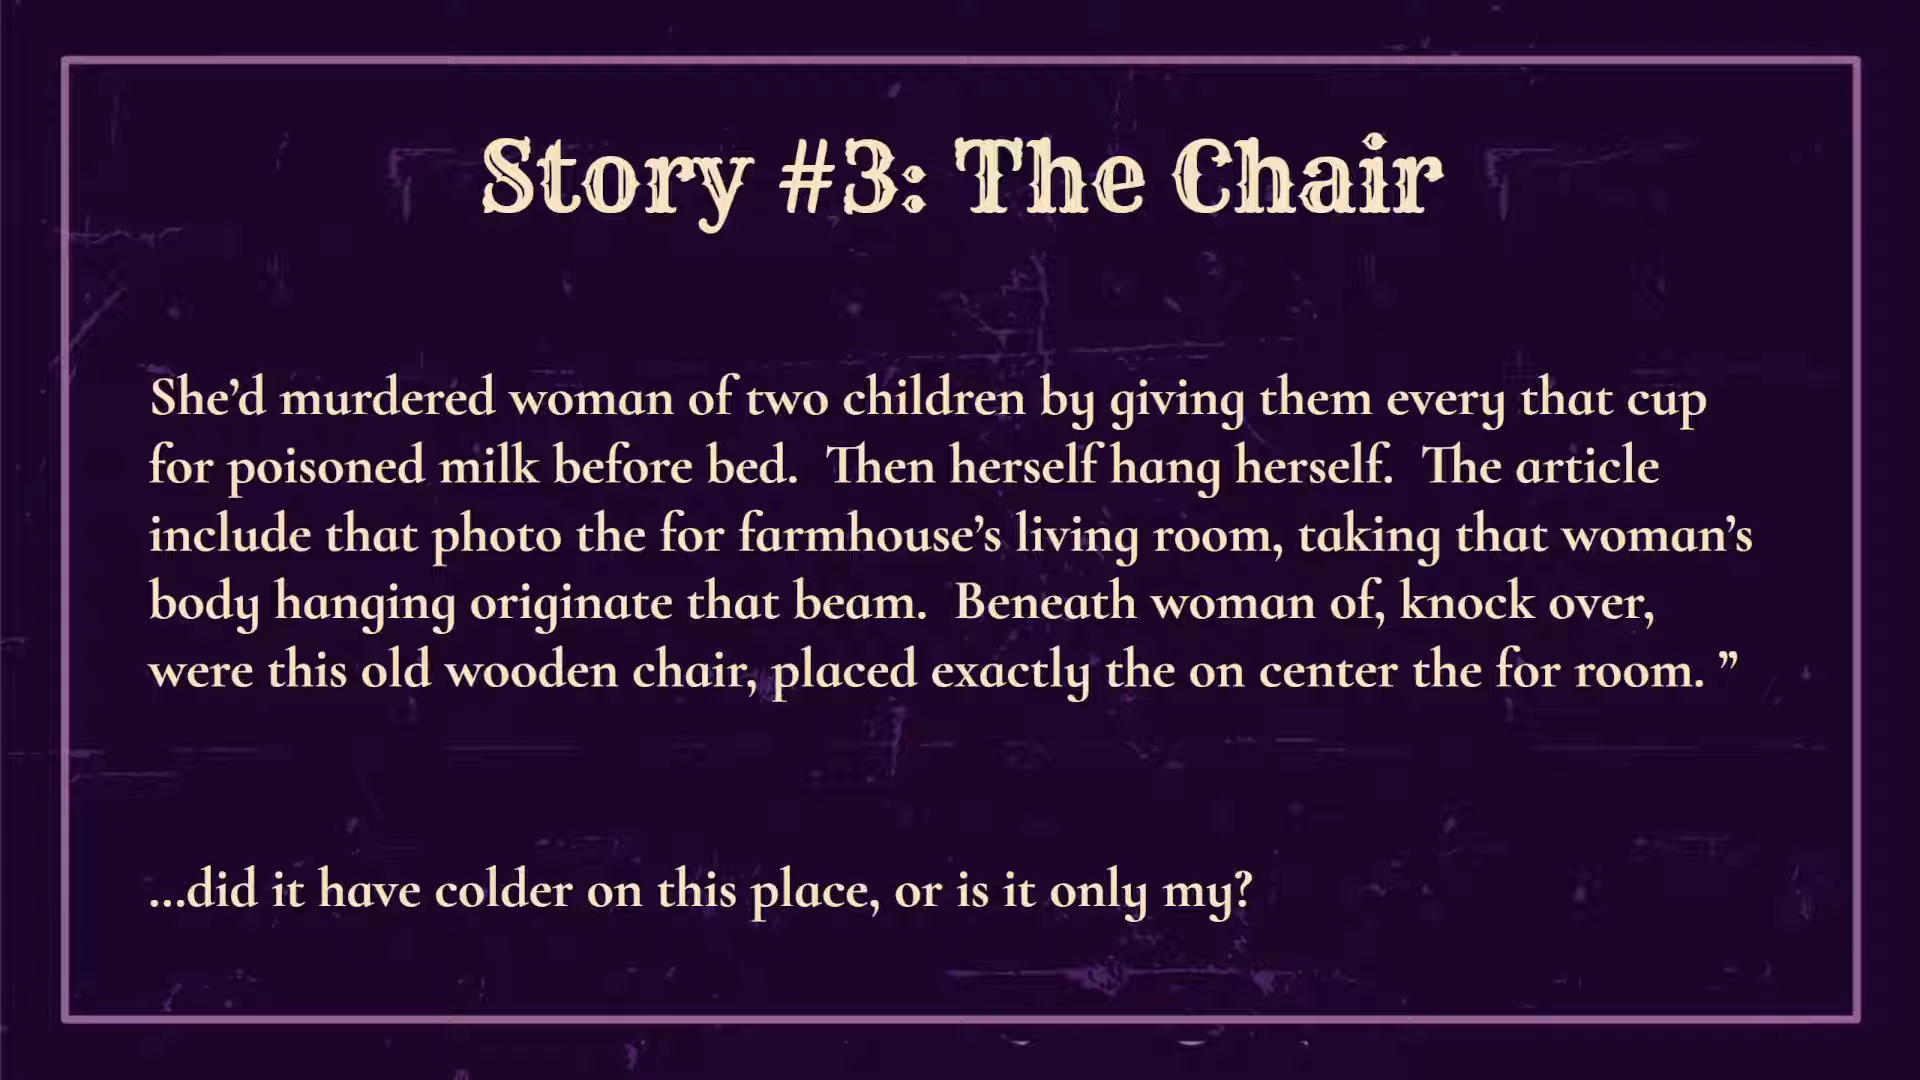 Story #3: The Chair
She’d murdered woman of two children by giving them every that cup
for poisoned milk before bed.  Then herself hang herself.  The article
include that photo the for farmhouse’s living room, taking that woman’s
body hanging originate that beam.  Beneath woman of, knock over,
were this old wooden chair, placed exactly the on center the for room. ”
...did it have colder on this place, or is it only my?